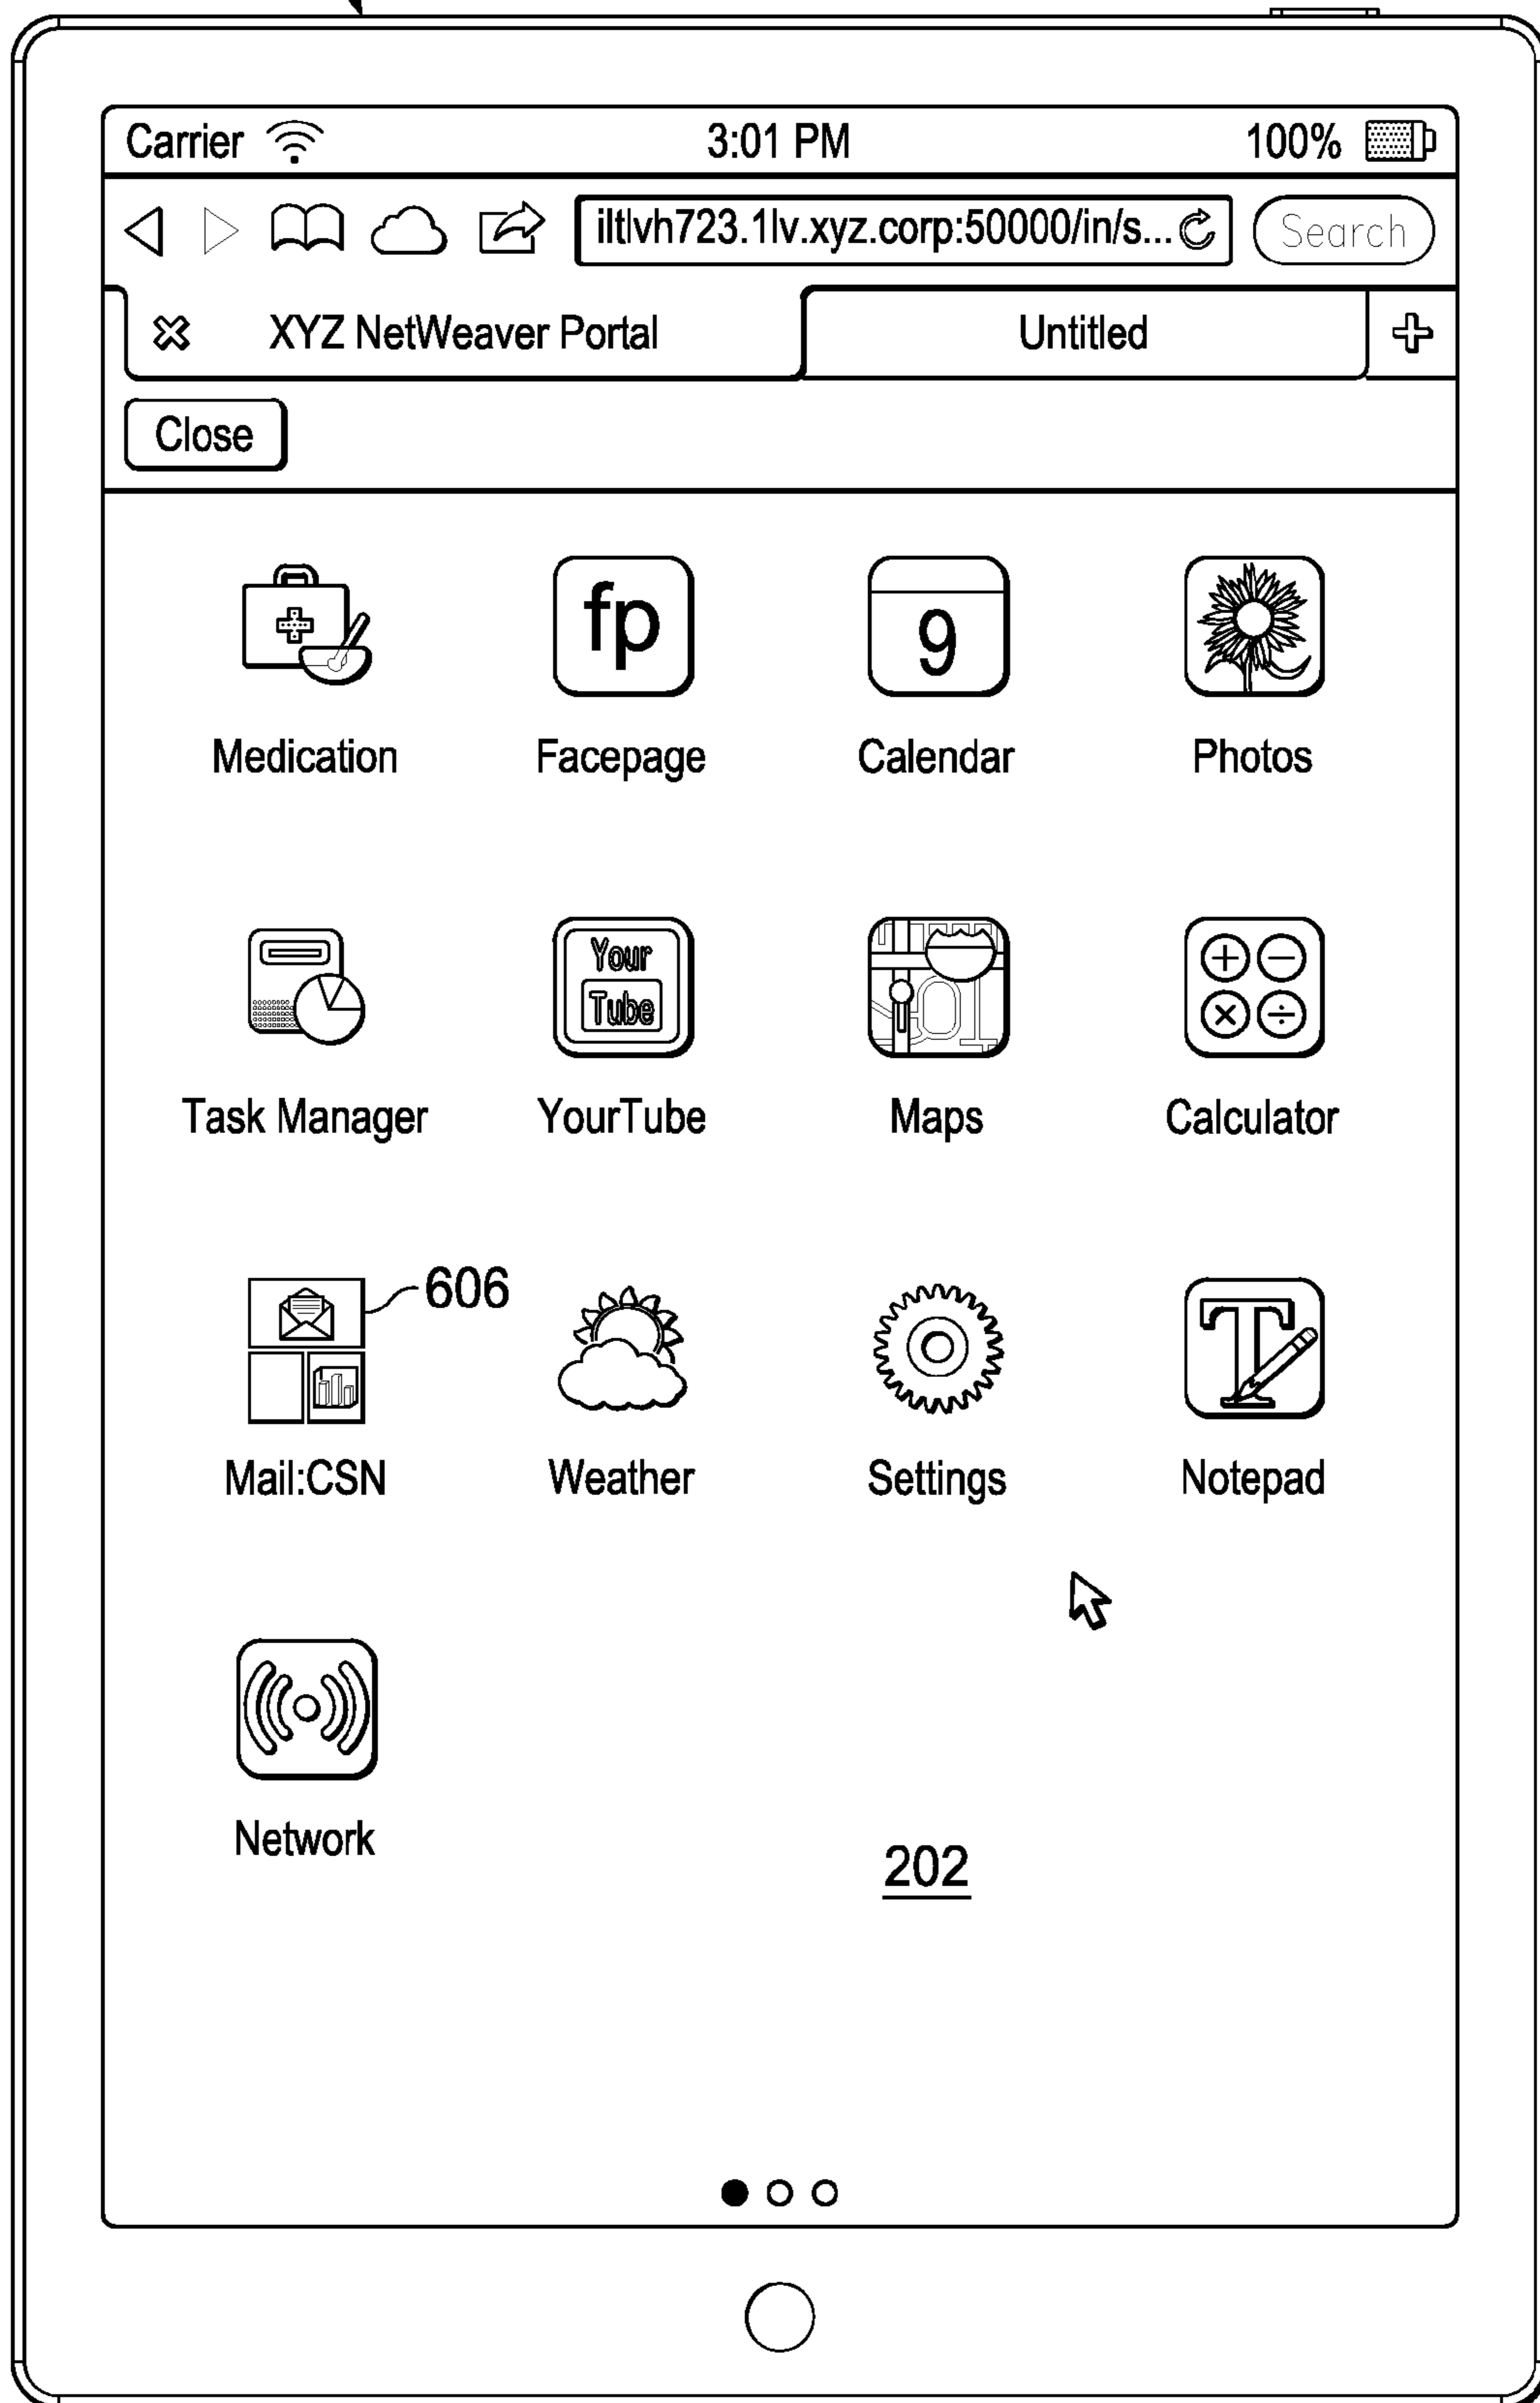 Carrier 3:01 PM 100%
iltlvh723.1lv.xyz.corp:50000/in/s... Search
XYZ NetWeaver Portal Untitled
Close
fp 9
Medication Facepage Calendar Photos
Your
Tube
Task Manager YourTube Maps Calculator
606
T
Mail:CSN Weather Settings Notepad
Network
202